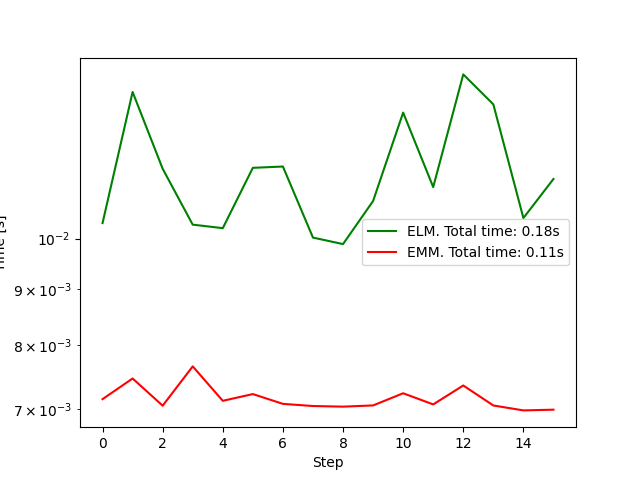 Time [s]
10⁻²
9 × 10⁻³
8 × 10⁻³
7 × 10⁻³
ELM. Total time: 0.18s
EMM. Total time: 0.11s
0 2 4 6 8 10 12 14
Step